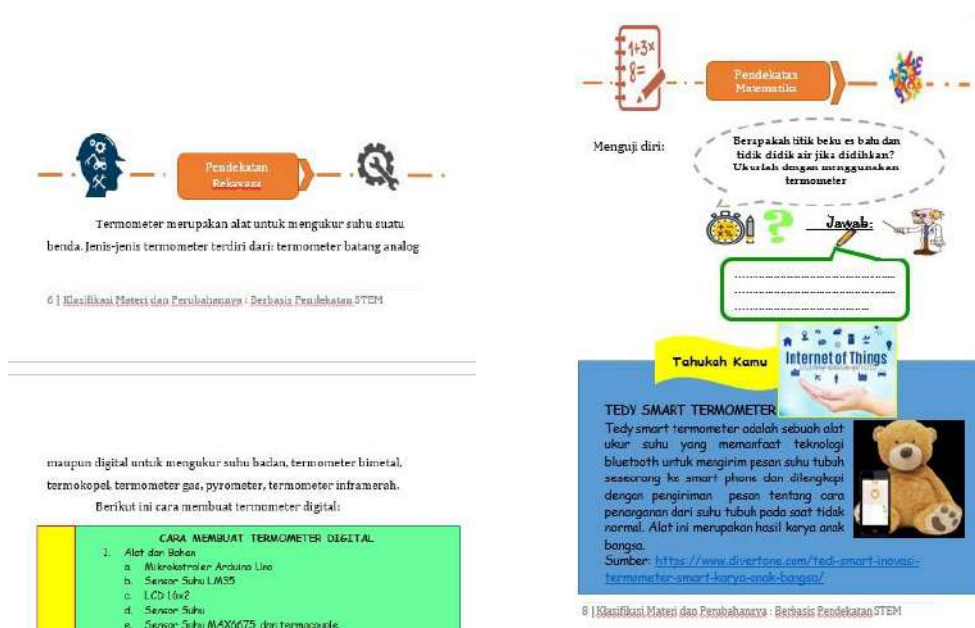 Pendekatan
Rekayasa
Termometer merupakan alat untuk mengukur suhu suatu
benda. Jenis-jenis termometer terdiri dari: termometer batang analog
6 | Klasifikasi Materi dan Perubahannya : Berbasis Pendekatan STEM
maupun digital untuk mengukur suhu badan, termometer bimetal,
termokopel, termometer gas, pyrometer, termometer inframerah.
Berikut ini cara membuat termometer digital:
CARA MEMBUAT TERMOMETER DIGITAL
1. Alat dan Bahan
a. Mikrokotroler Arduino Uno
b. Sensor Suhu LM35
c. LCD 16x2
d. Sensor Suhu
e. Sensor Suhu MAX6675 dan termocouple
1+3x
8=
Pendekatan
Matematika
Menguji diri:
Berapakah titik beku es batu dan
tidik didik air jika didihkan?
Ukurlah dengan menggunakan
termometer
Jawab:
Tahukah Kamu
Internet of Things
TEDY SMART TERMOMETER
Tedy smart termometer adalah sebuah alat
ukur suhu yang memanfaat teknologi
bluetooth untuk mengirim pesan suhu tubuh
seseorang ke smart phone dan dilengkapi
dengan pengiriman pesan tentang cara
penanganan dari suhu tubuh pada saat tidak
normal. Alat ini merupakan hasil karya anak
bangsa.
Sumber: https://www.divertone.com/tedi-smart-inovasi-
termometer-smart-karya-anak-bangsa/
8 | Klasifikasi Materi dan Perubahannya : Berbasis Pendekatan STEM